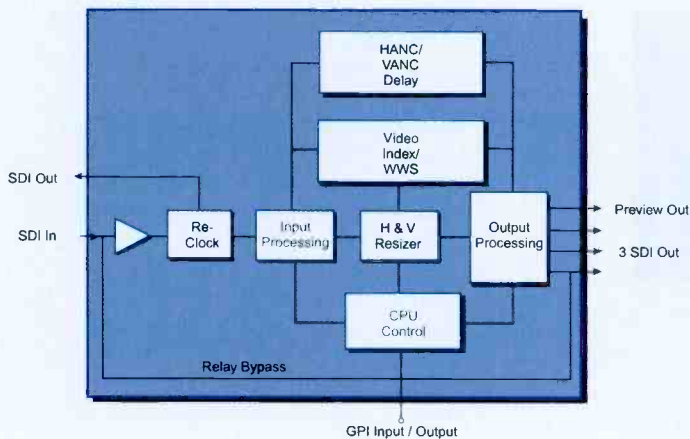 HANC/
VANC
Delay
Video
Index/
WWS
SDI Out
SDI In
Re-
Clock
Input
Processing
H & V
Resizer
Output
Processing
Preview Out
3 SDI Out
CPU
Control
Relay Bypass
GPI Input / Output